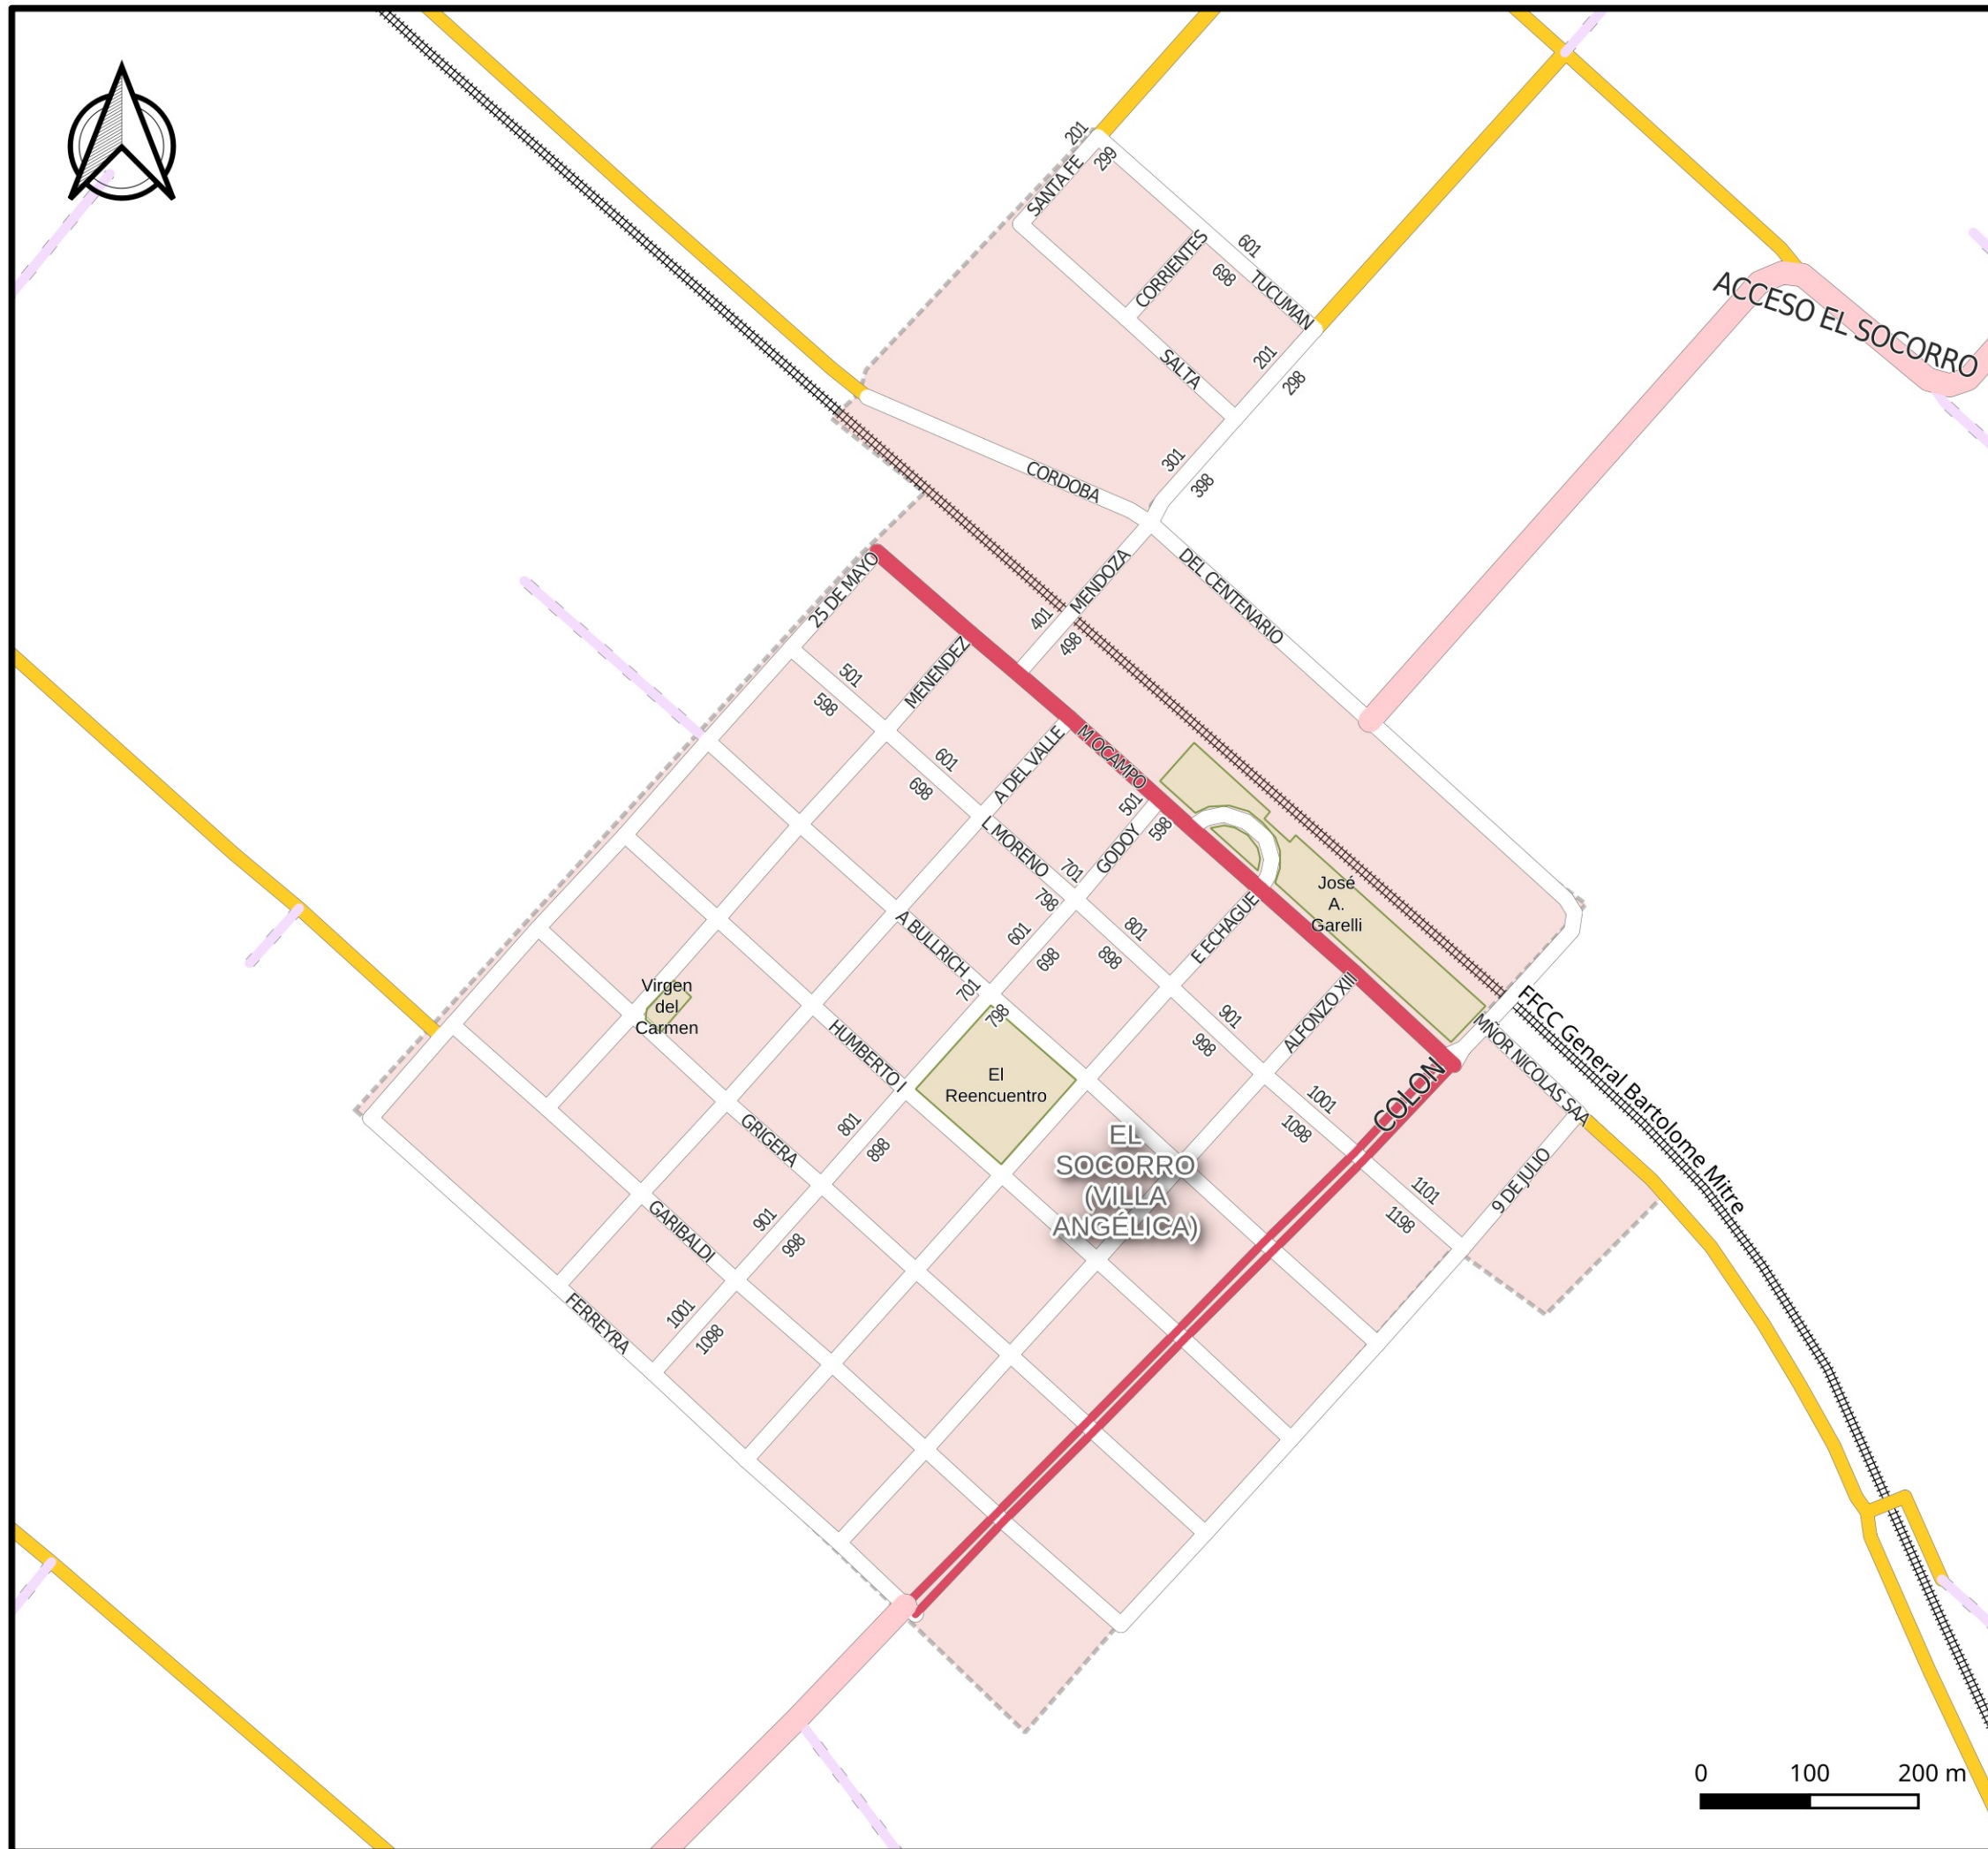 201
299
SANTA FE
601
698
CORRIENTES
TUCUMAN
201
298
SALTA
ACCESO EL SOCORRO
301
398
CORDOBA
MENDOZA
DEL CENTENARIO
25 DE MAYO
401
498
501
598
MENENDEZ
601
698
A DEL VALLE
M OCAMPO
501
598
GODOY
L MORENO
701
798
José
A.
Garelli
801
898
E ECHAGUE
601
698
A BULLRICH
701
798
901
998
ALFONZO XIII
Virgen
del
Carmen
HUMBERTO I
El
Reencuentro
FFCC General Bartolome Mitre
MÑOR NICOLAS SAA
COLON
1001
1098
801
898
GRIGERA
EL
SOCORRO
(VILLA
ANGÉLICA)
1101
1198
9 DE JULIO
901
998
GARIBALDI
1001
1098
FERREYRA
0 100 200 m